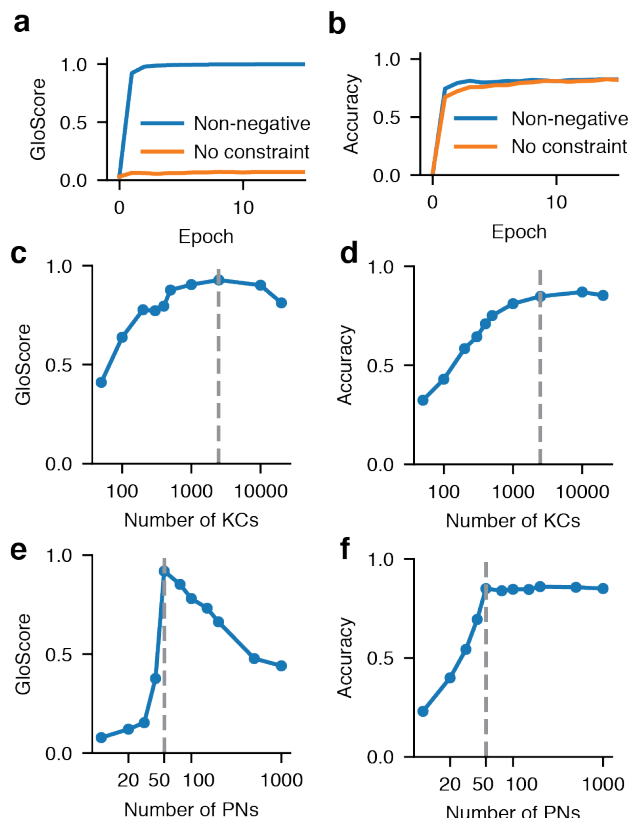 a
1.0
0.5
0.0
GloScore
Non-negative
No constraint
0
10
Epoch
b
1.0
0.5
0.0
Accuracy
Non-negative
No constraint
0
10
Epoch
c
1.0
0.5
0.0
GloScore
100
1000
10000
Number of KCs
d
1.0
0.5
0.0
Accuracy
100
1000
10000
Number of KCs
e
1.0
0.5
0.0
GloScore
20
50
100
1000
Number of PNs
f
1.0
0.5
0.0
Accuracy
20
50
100
1000
Number of PNs